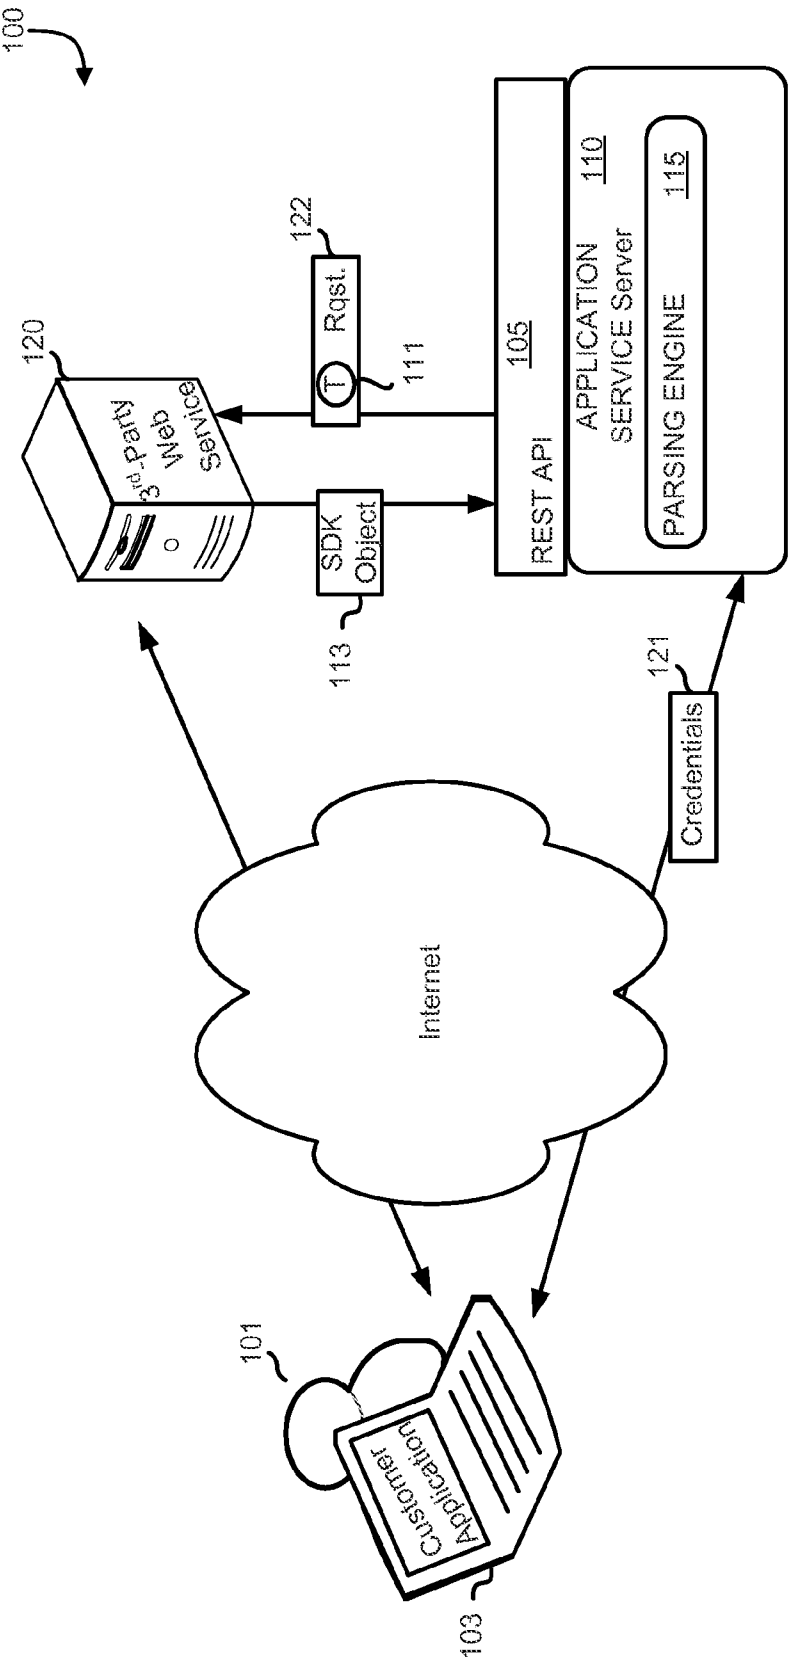 100
120
3rd-Party
Web
Service
122
T Rqst.
111
SDK
Object
113
REST API 105
APPLICATION 110
SERVICE Server
PARSING ENGINE 115
121
Credentials
Internet
101
Customer
Application
103